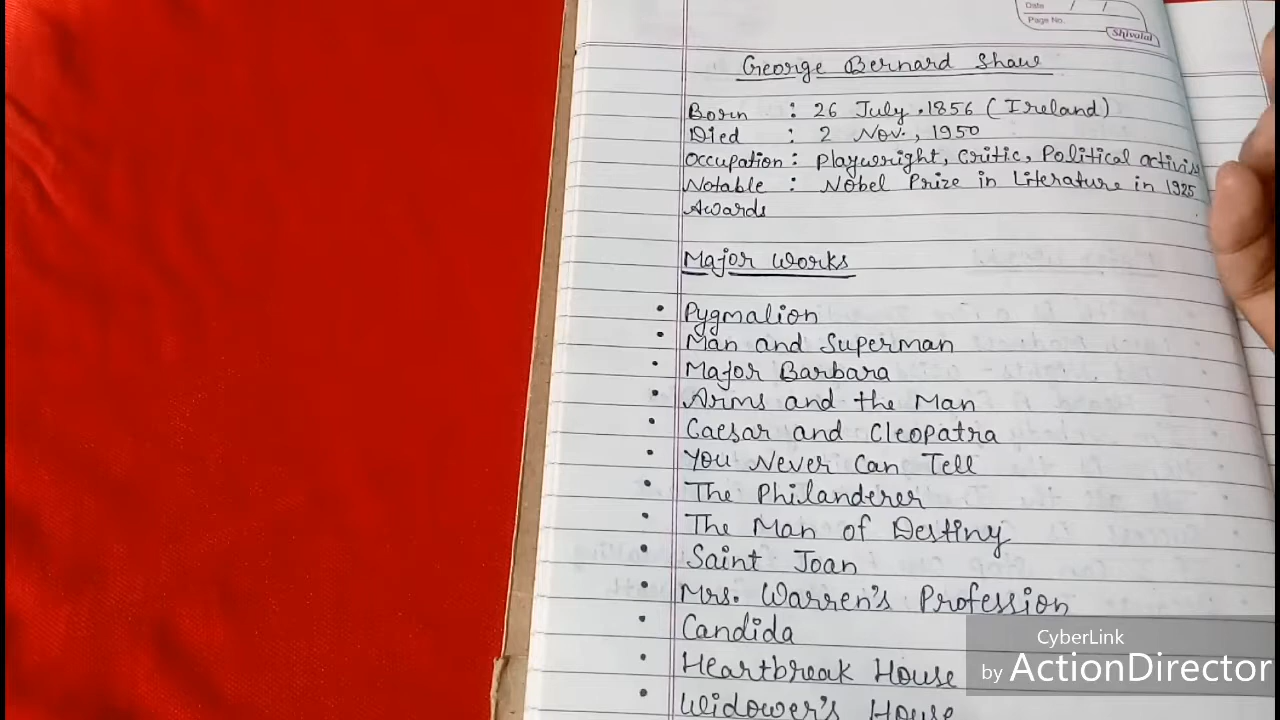 Date / /
Page No.
Shivalal
George Bernard Shaw
Born : 26 July .1856 (Ireland)
Died : 2 Nov., 1950
Occupation : Playwright, Critic, Political activis
Notable : Nobel Prize in Literature in 1925
Awards
Major Works
• Pygmalion
• Man and Superman
• Major Barbara
• Arms and the Man
• Caesar and Cleopatra
• You Never Can Tell
• The Philanderer
• The Man of Destiny
• Saint Joan
• Mrs. Warren's Profession
• Candida
• Heartbreak House
• Widower's House
CyberLink
by ActionDirector